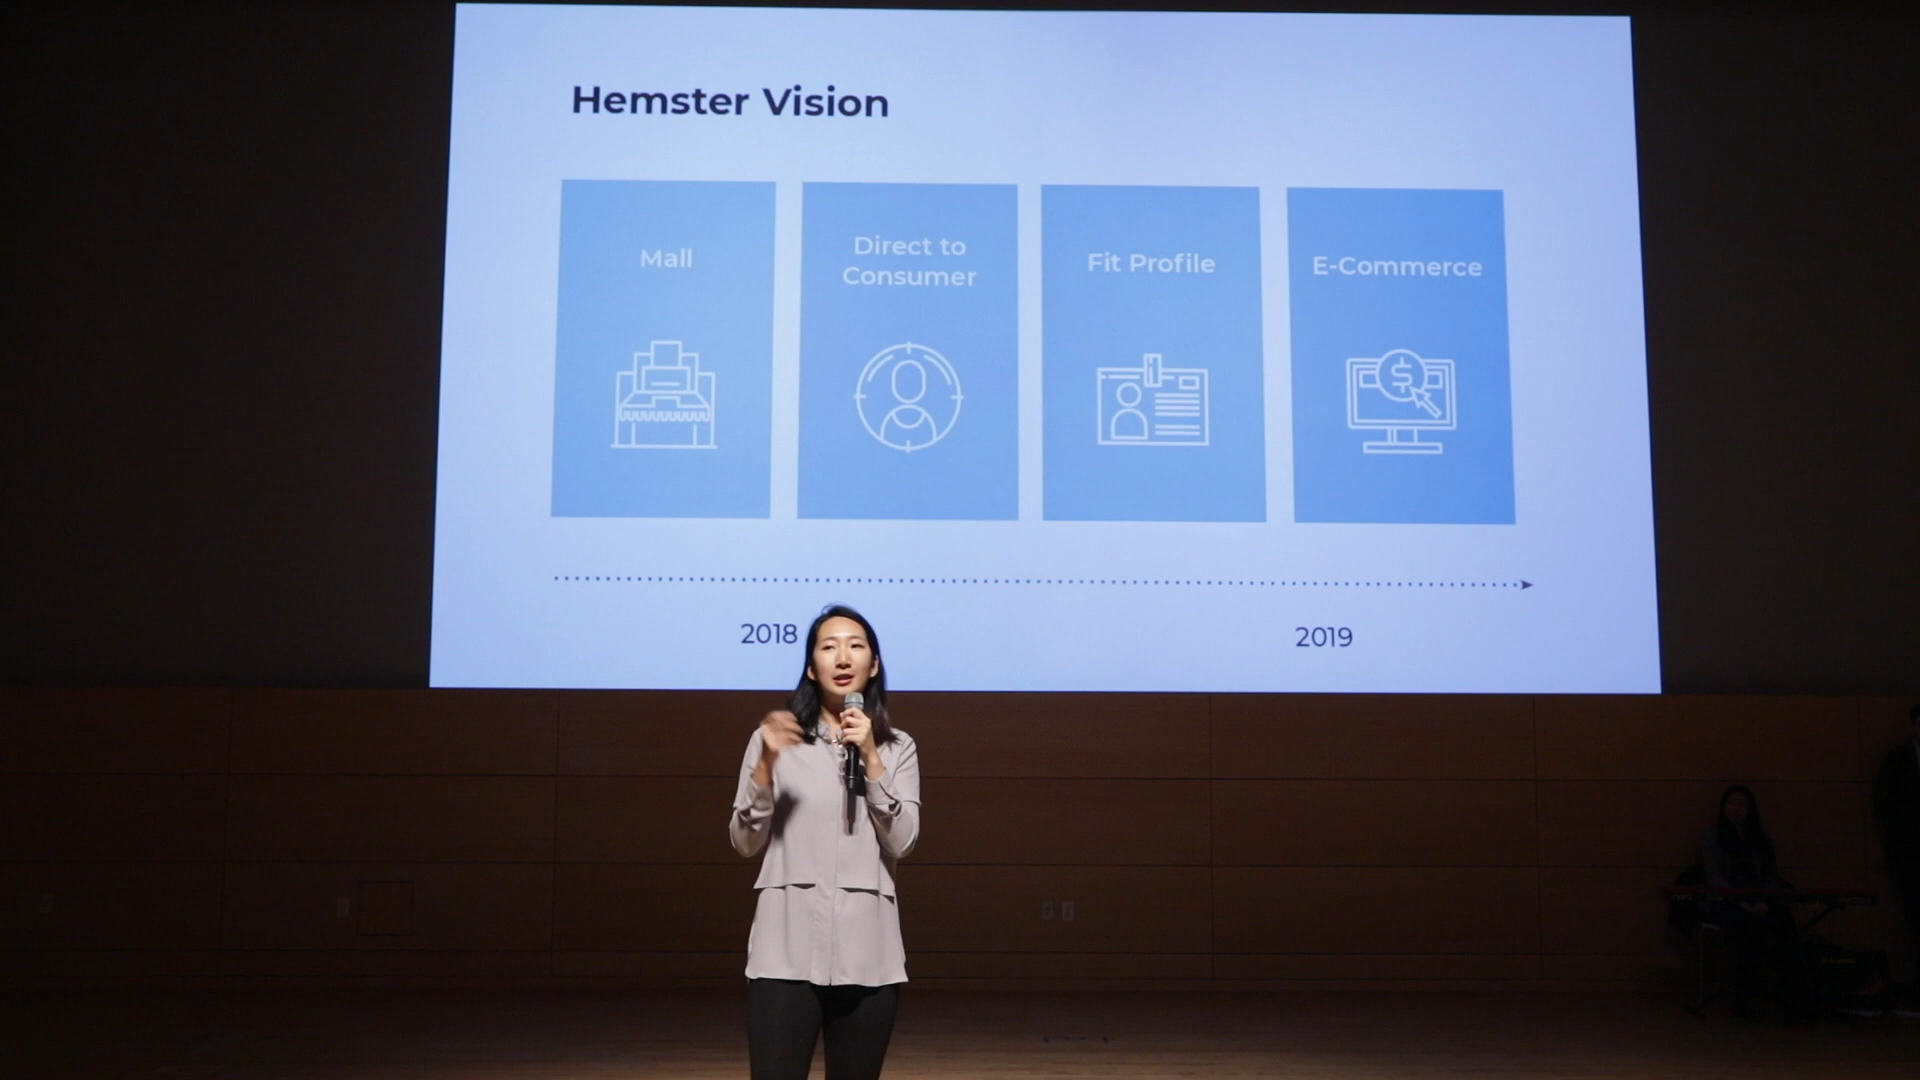 Hemster Vision
Mall
Direct to
Consumer
Fit Profile
E-Commerce
$
2018
2019